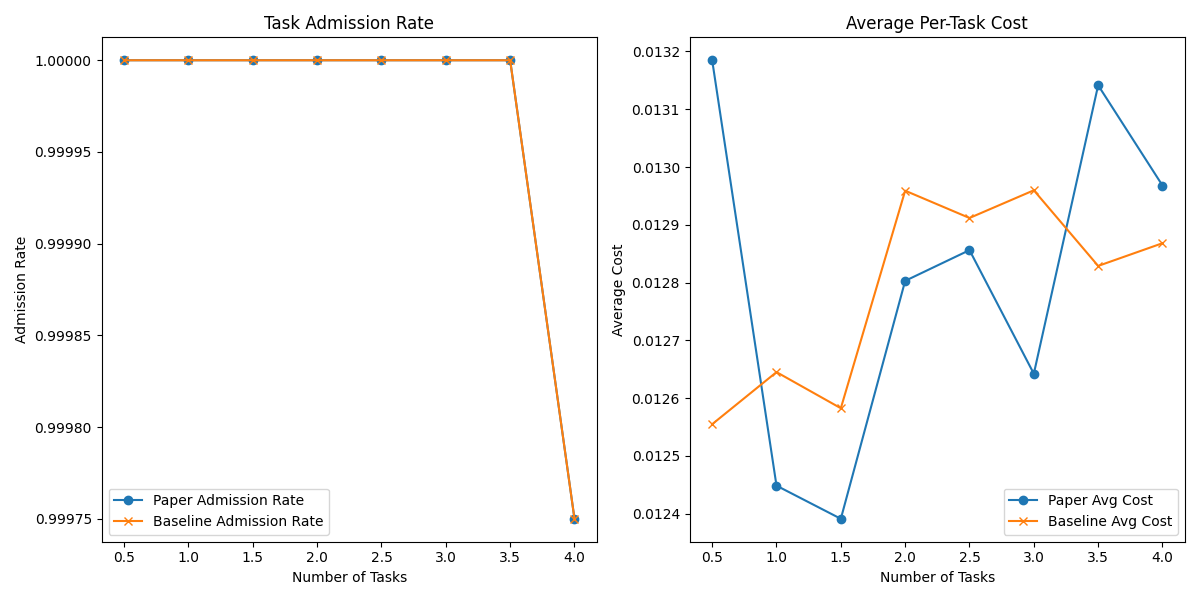 Task Admission Rate
Admission Rate
1.00000
0.99995
0.99990
0.99985
0.99980
0.99975
Paper Admission Rate
Baseline Admission Rate
0.5 1.0 1.5 2.0 2.5 3.0 3.5 4.0
Number of Tasks
Average Per-Task Cost
Average Cost
0.0132
0.0131
0.0130
0.0129
0.0128
0.0127
0.0126
0.0125
0.0124
Paper Avg Cost
Baseline Avg Cost
0.5 1.0 1.5 2.0 2.5 3.0 3.5 4.0
Number of Tasks